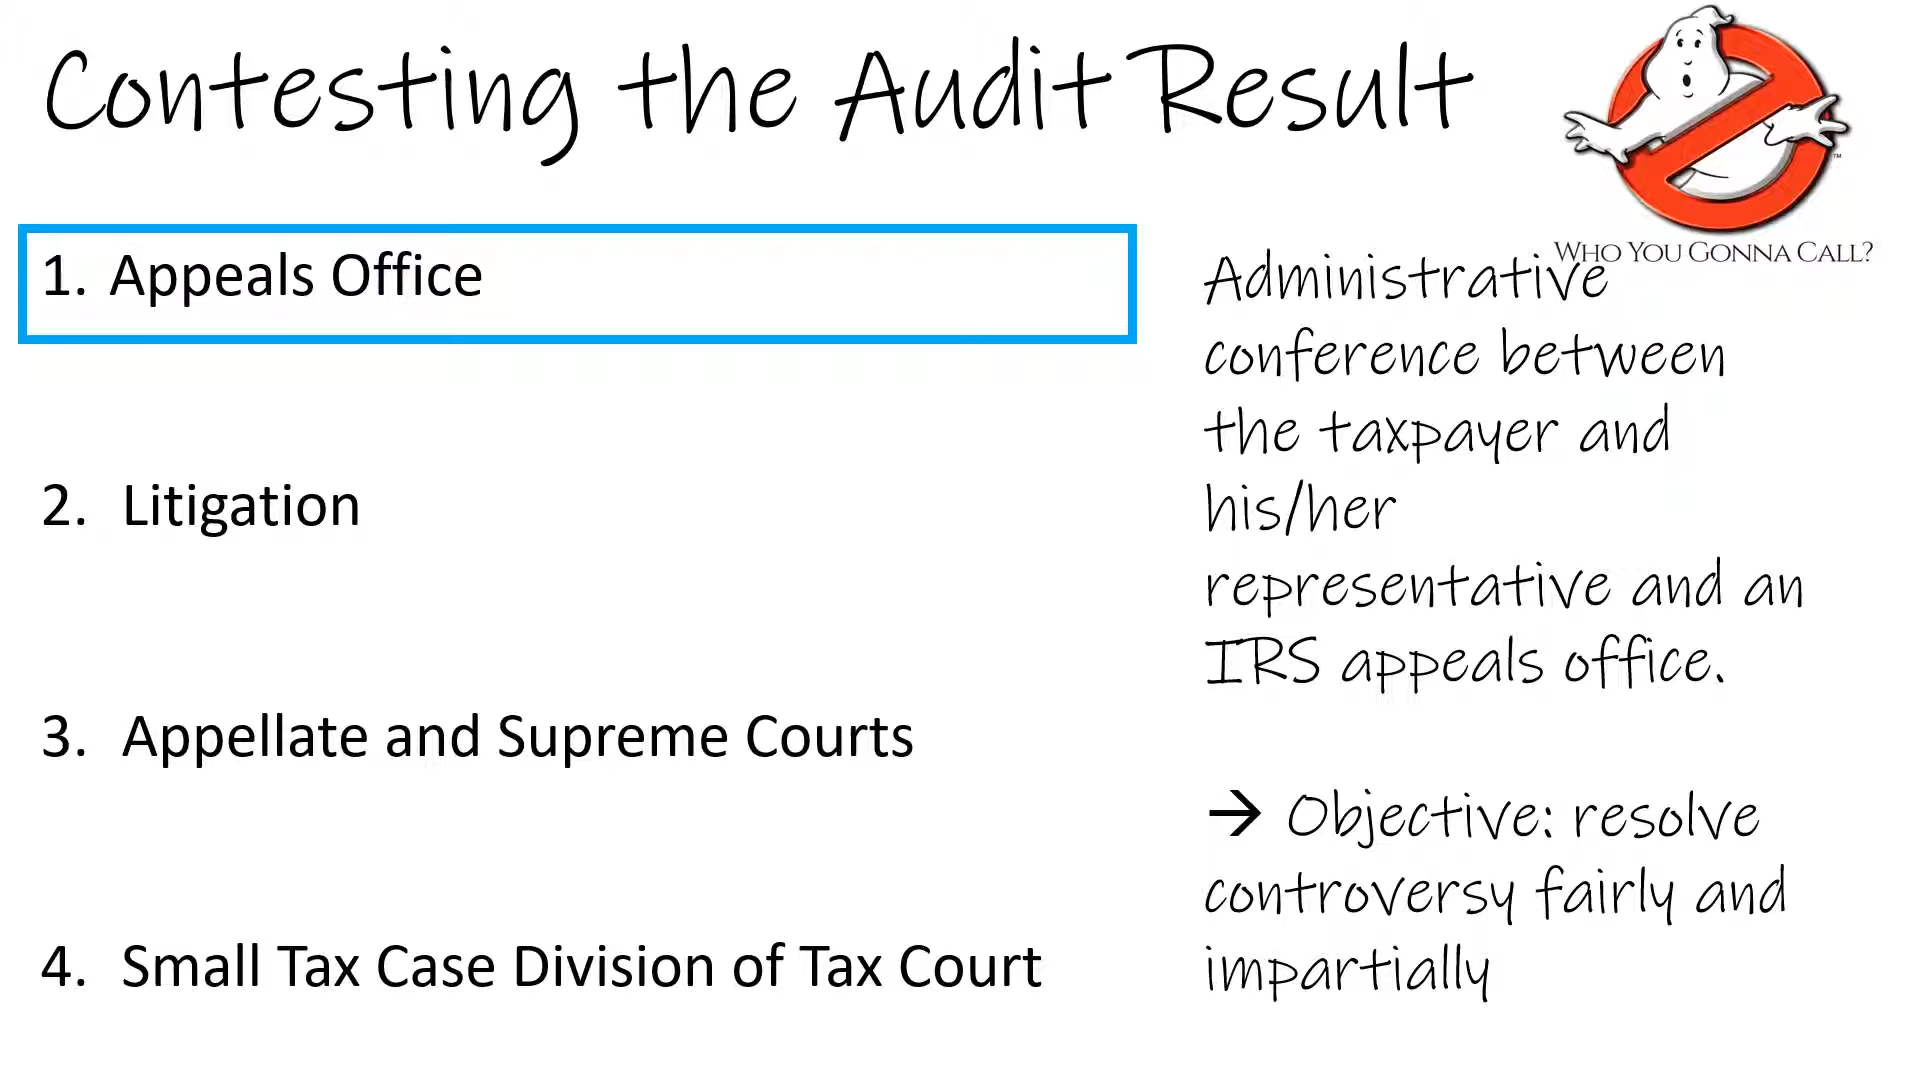 Contesting the Audit Result
™
WHO YOU GONNA CALL?
1. Appeals Office
2. Litigation
3. Appellate and Supreme Courts
4. Small Tax Case Division of Tax Court
Administrative
conference between
the taxpayer and
his/her
representative and an
IRS appeals office.
→ Objective: resolve
controversy fairly and
impartially